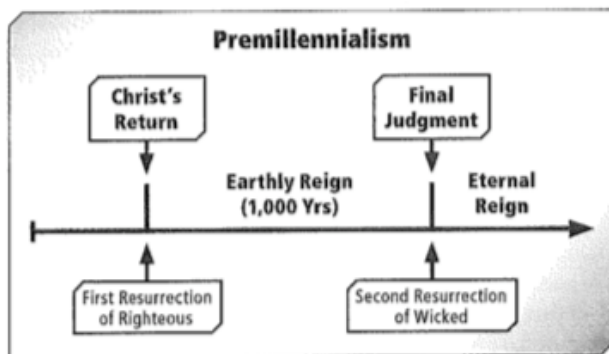 Premillennialism
Christ's
Return
Final
Judgment
Earthly Reign
(1,000 Yrs)
Eternal
Reign
First Resurrection
of Righteous
Second Resurrection
of Wicked